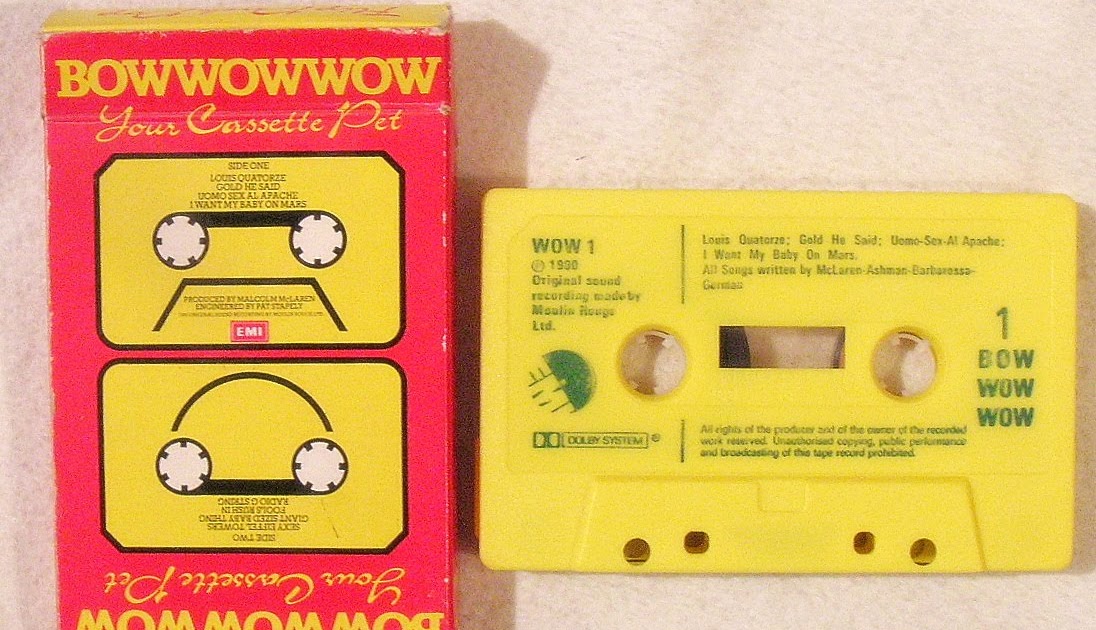 BOWWOWWOW
Your Cassette Pet
SIDE ONE
LOUIS QUATORZE
GOLD HE SAID
UOMO SEX AL APACHE
I WANT MY BABY ON MARS
PRODUCED BY MALCOLM McLAREN
ENGINEERED BY PAT STAPELY
EMI
SIDE TWO
SEXY EIFFEL TOWERS
GIANT SIZED BABY THING
FOOLS RUSH IN
RADIO G STRING
Your Cassette Pet
BOWWOWWOW
WOW 1
℗ 1980
Original sound
recording made by
Moulin Rouge
Ltd.
Louis Quatorze; Gold He Said; Uomo-Sex-Al Apache;
I Want My Baby On Mars.
All Songs written by McLaren-Ashman-Barbarossa-
Gorman
1
BOW
WOW
WOW
DOLBY SYSTEM ®
All rights of the producer and of the owner of the recorded
work reserved. Unauthorised copying, public performance
and broadcasting of this tape record prohibited.